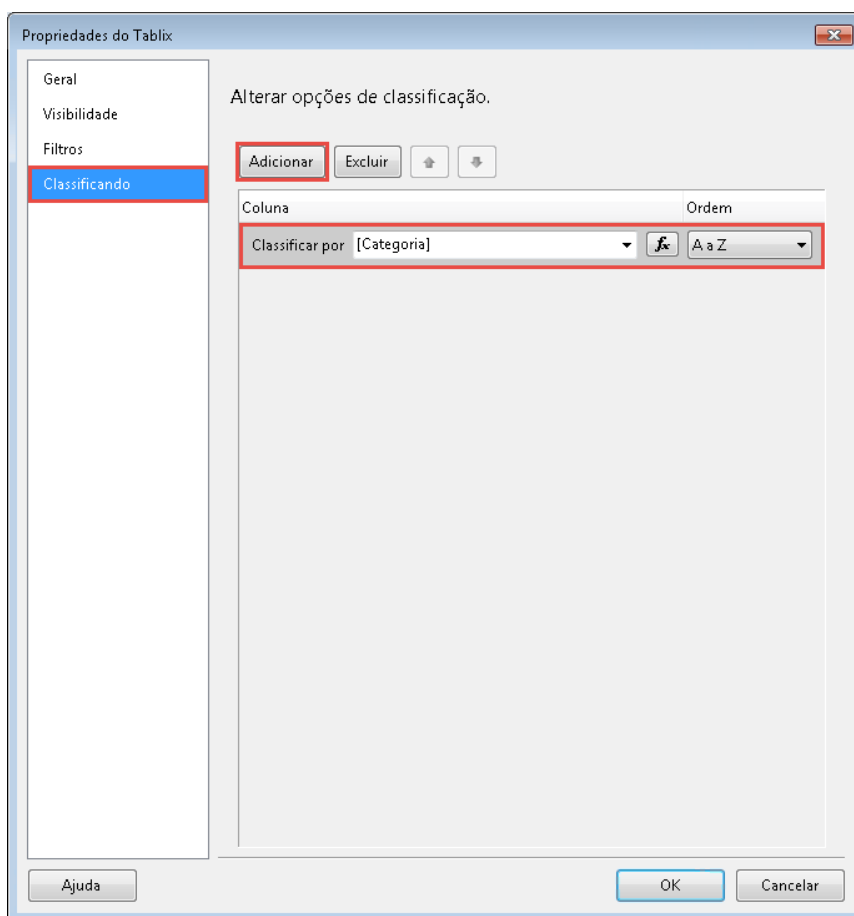 Propriedades do Tablix
Geral
Visibilidade
Filtros
Classificando
Alterar opções de classificação.
Adicionar Excluir
Coluna Ordem
Classificar por [Categoria] fx A a Z
Ajuda OK Cancelar